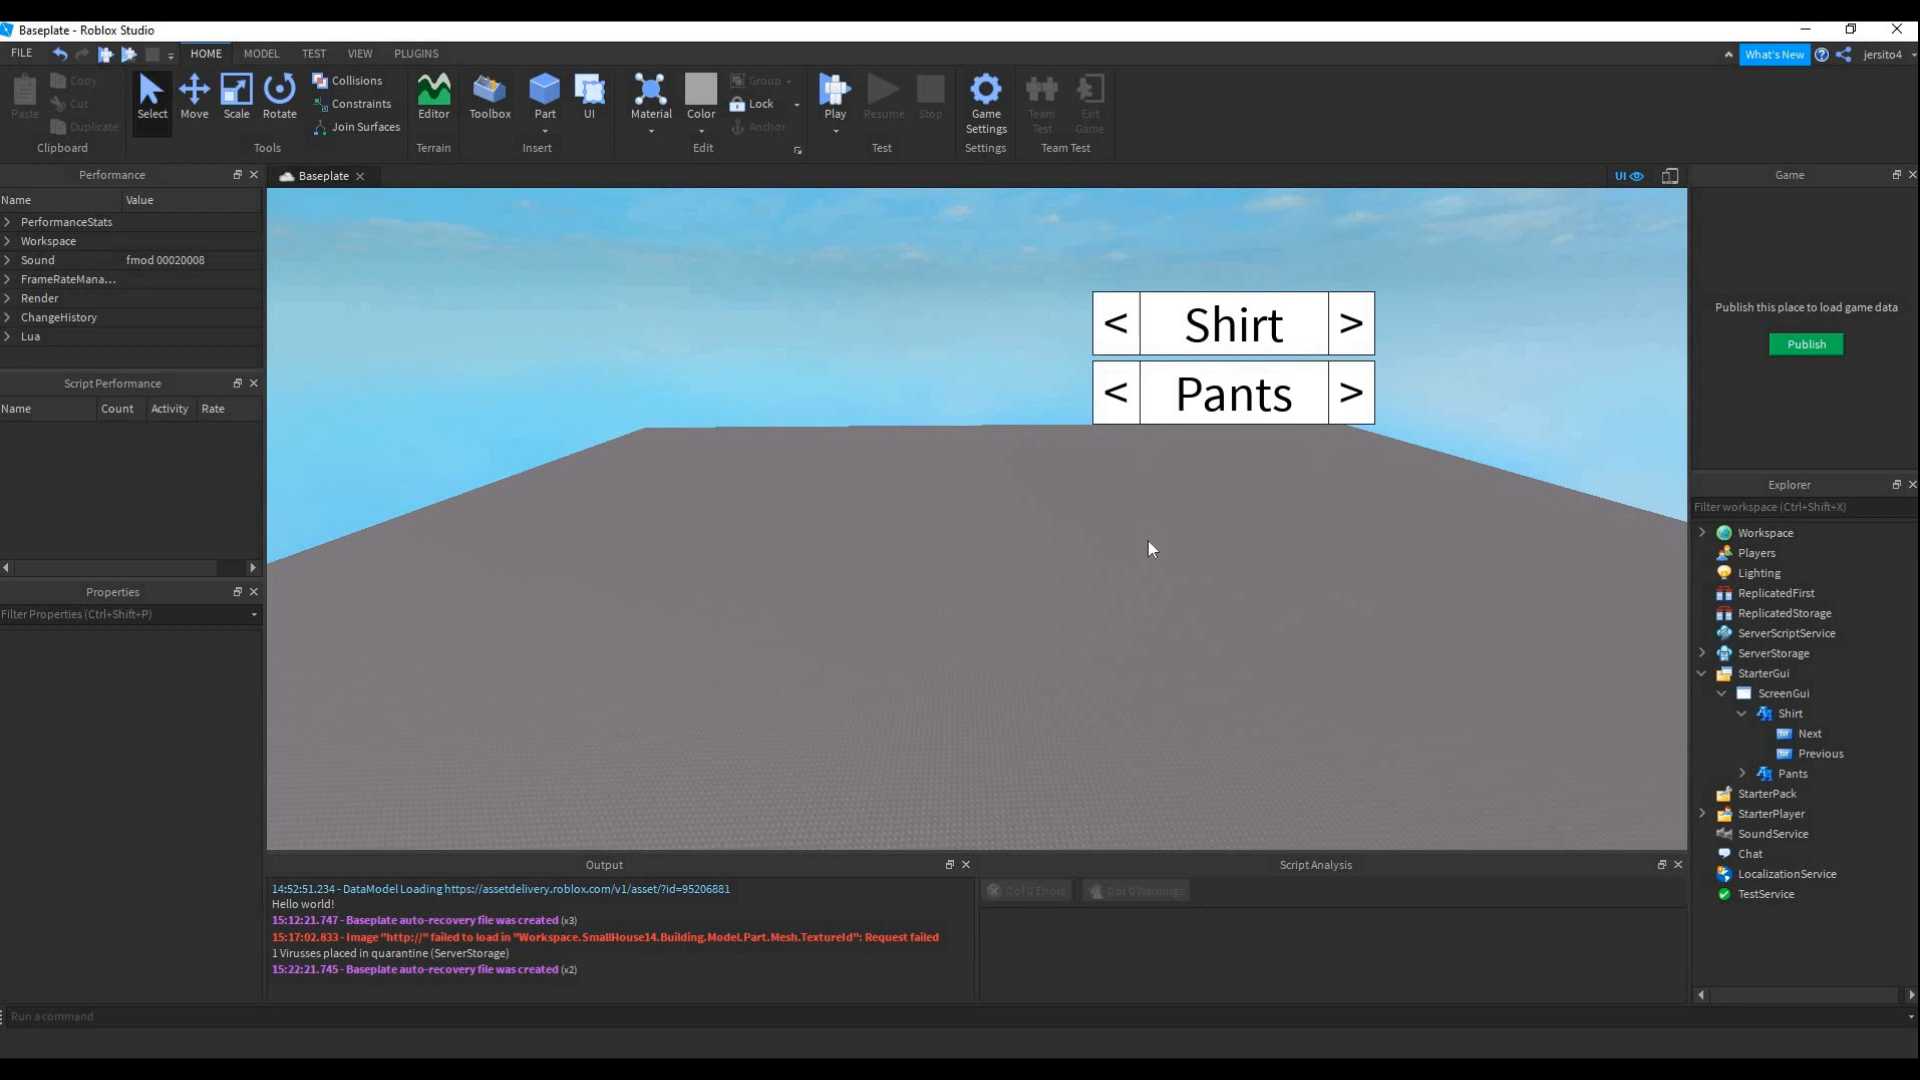 Baseplate - Roblox Studio
FILE
HOME
MODEL
TEST
VIEW
PLUGINS
What's New
jersito4
Paste
Copy
Cut
Duplicate
Clipboard
Select
Move
Scale
Rotate
Collisions
Constraints
Join Surfaces
Tools
Editor
Terrain
Toolbox
Part
UI
Insert
Material
Color
Group
Lock
Anchor
Edit
Play
Resume
Stop
Test
Game
Settings
Settings
Team
Test
Exit
Game
Team Test
Performance
Name Value
PerformanceStats
Workspace
Sound fmod 00020008
FrameRateMana...
Render
ChangeHistory
Lua
Script Performance
Name Count Activity Rate
Properties
Filter Properties (Ctrl+Shift+P)
Baseplate
UI
< Shirt >
< Pants >
Output
14:52:51.234 - DataModel Loading https://assetdelivery.roblox.com/v1/asset/?id=95206881
Hello world!
15:12:21.747 - Baseplate auto-recovery file was created (x3)
15:17:02.833 - Image "http://" failed to load in "Workspace.SmallHouse14.Building.Model.Part.Mesh.TextureId": Request failed
1 Virusses placed in quarantine (ServerStorage)
15:22:21.745 - Baseplate auto-recovery file was created (x2)
Script Analysis
0 of 0 Errors
0 of 0 Warnings
Run a command
Game
Publish this place to load game data
Publish
Explorer
Filter workspace (Ctrl+Shift+X)
Workspace
Players
Lighting
ReplicatedFirst
ReplicatedStorage
ServerScriptService
ServerStorage
StarterGui
ScreenGui
Shirt
Next
Previous
Pants
StarterPack
StarterPlayer
SoundService
Chat
LocalizationService
TestService